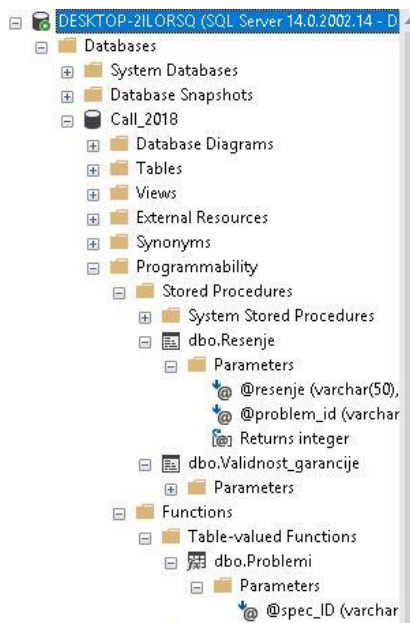 DESKTOP-2ILORSQ (SQL Server 14.0.2002.14 - D
Databases
System Databases
Database Snapshots
Call_2018
Database Diagrams
Tables
Views
External Resources
Synonyms
Programmability
Stored Procedures
System Stored Procedures
dbo.Resenje
Parameters
@resenje (varchar(50),
@problem_id (varchar
Returns integer
dbo.Validnost_garancije
Parameters
Functions
Table-valued Functions
dbo.Problemi
Parameters
@spec_ID (varchar